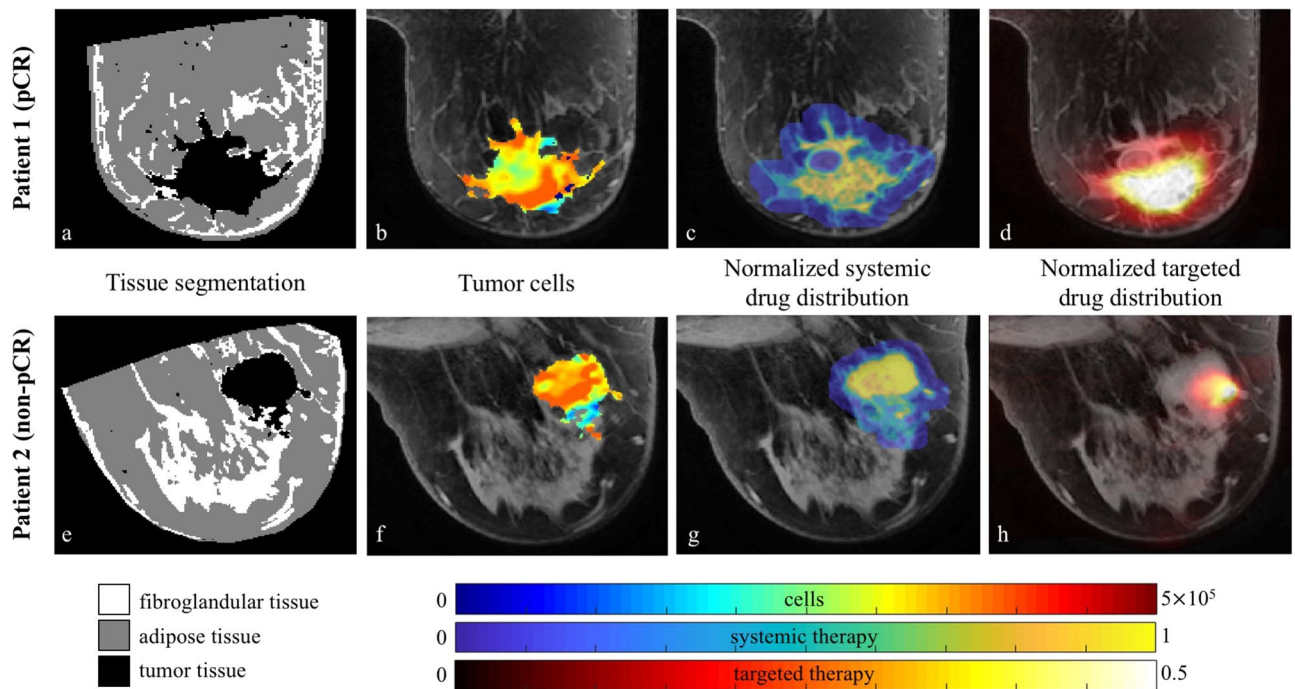 Patient 1 (pCR)
a
b
c
d
Tissue segmentation
Tumor cells
Normalized systemic
drug distribution
Normalized targeted
drug distribution
Patient 2 (non-pCR)
e
f
g
h
fibroglandular tissue
adipose tissue
tumor tissue
0 cells 5×10⁵
0 systemic therapy 1
0 targeted therapy 0.5